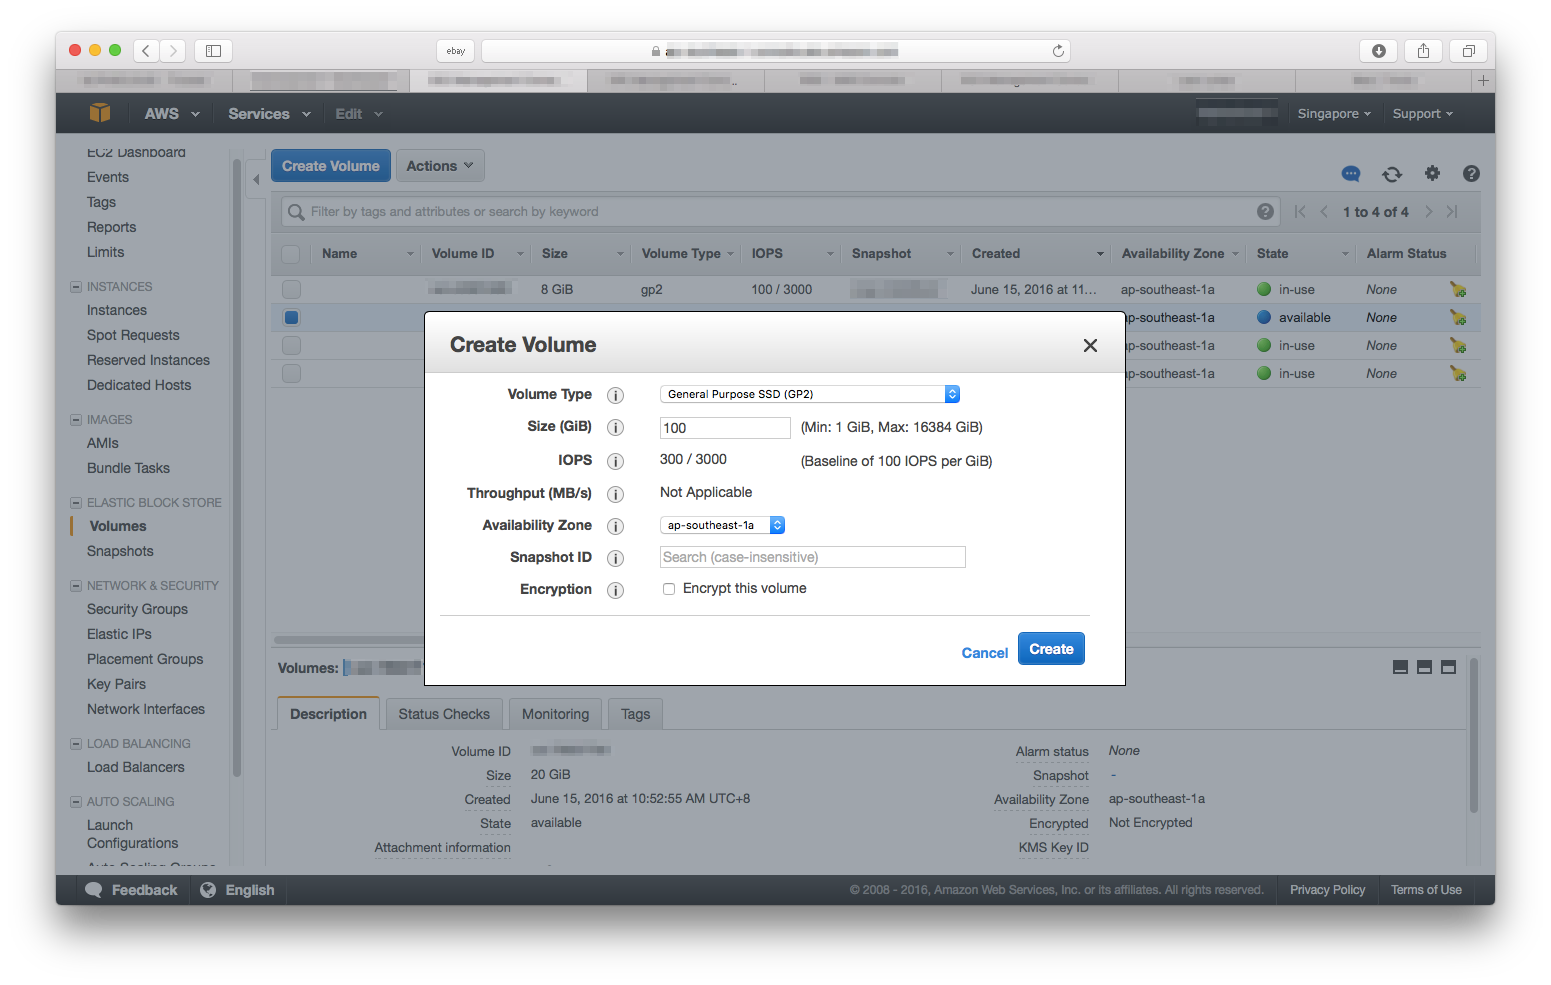 ebay
AWS Services Edit Singapore Support
EC2 Dashboard
Events
Tags
Reports
Limits
INSTANCES
Instances
Spot Requests
Reserved Instances
Dedicated Hosts
IMAGES
AMIs
Bundle Tasks
ELASTIC BLOCK STORE
Volumes
Snapshots
NETWORK & SECURITY
Security Groups
Elastic IPs
Placement Groups
Key Pairs
Network Interfaces
LOAD BALANCING
Load Balancers
AUTO SCALING
Launch
Configurations
Auto Scaling Groups
Create Volume Actions
Filter by tags and attributes or search by keyword 1 to 4 of 4
Name Volume ID Size Volume Type IOPS Snapshot Created Availability Zone State Alarm Status
8 GiB gp2 100 / 3000 June 15, 2016 at 11... ap-southeast-1a in-use None
ap-southeast-1a available None
ap-southeast-1a in-use None
ap-southeast-1a in-use None
Create Volume
Volume Type General Purpose SSD (GP2)
Size (GiB) 100 (Min: 1 GiB, Max: 16384 GiB)
IOPS 300 / 3000 (Baseline of 100 IOPS per GiB)
Throughput (MB/s) Not Applicable
Availability Zone ap-southeast-1a
Snapshot ID Search (case-insensitive)
Encryption Encrypt this volume
Cancel Create
Volumes:
Description Status Checks Monitoring Tags
Volume ID Alarm status None
Size 20 GiB Snapshot -
Created June 15, 2016 at 10:52:55 AM UTC+8 Availability Zone ap-southeast-1a
State available Encrypted Not Encrypted
Attachment information KMS Key ID
Feedback English © 2008 - 2016, Amazon Web Services, Inc. or its affiliates. All rights reserved. Privacy Policy Terms of Use